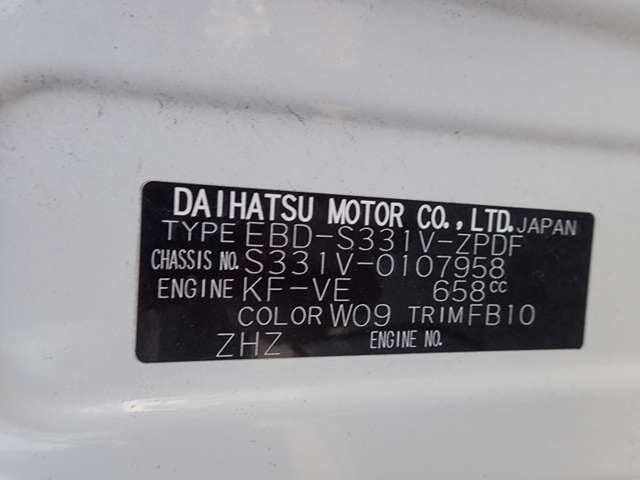 DAIHATSU MOTOR CO.,LTD. JAPAN
TYPE EBD-S331V-ZPDF
CHASSIS NO. S331V-0107958
ENGINE KF-VE 658cc
COLOR W09 TRIM FB10
ZHZ ENGINE NO.